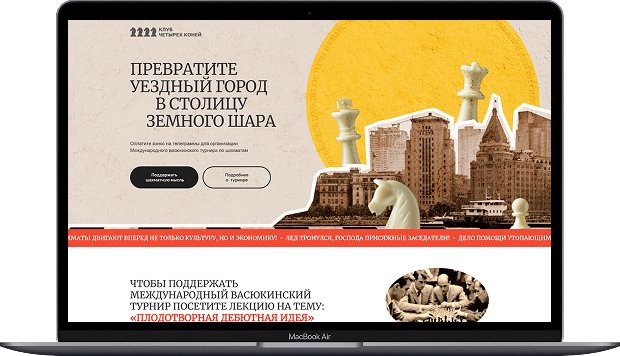 КЛУБ
ЧЕТЫРЕХ КОНЕЙ
ПРЕВРАТИТЕ
УЕЗДНЫЙ ГОРОД
В СТОЛИЦУ
ЗЕМНОГО ШАРА
Оплатите взнос на телеграммы для организации
Международного васюкинского турнира по шахматам
Поддержать
шахматную мысль
Подробнее
о турнире
ХМАТЫ ДВИГАЮТ ВПЕРЕД НЕ ТОЛЬКО КУЛЬТУРУ, НО И ЭКОНОМИКУ! • ЛЕД ТРОНУЛСЯ, ГОСПОДА ПРИСЯЖНЫЕ ЗАСЕДАТЕЛИ! • ДЕЛО ПОМОЩИ УТОПАЮЩИМ
ЧТОБЫ ПОДДЕРЖАТЬ
МЕЖДУНАРОДНЫЙ ВАСЮКИНСКИЙ
ТУРНИР ПОСЕТИТЕ ЛЕКЦИЮ НА ТЕМУ:
«ПЛОДОТВОРНАЯ ДЕБЮТНАЯ ИДЕЯ»
MacBook Air